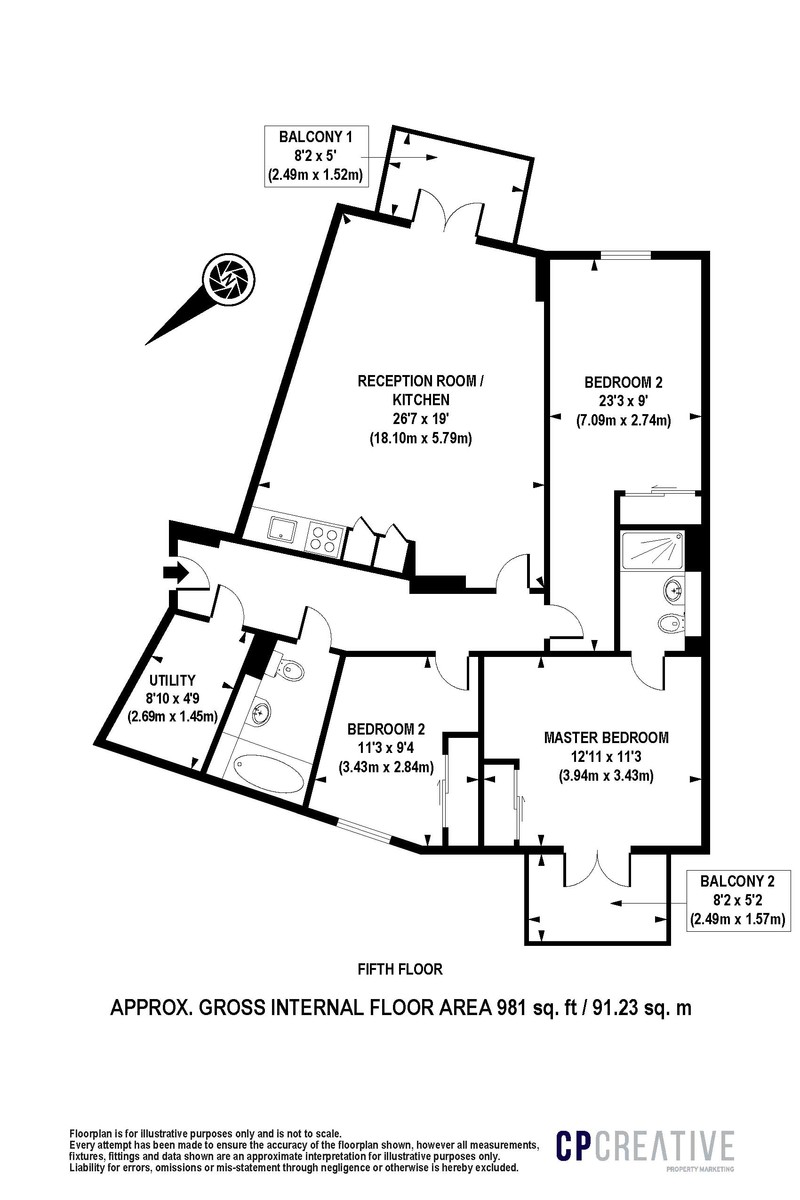 BALCONY 1
8'2 x 5'
(2.49m x 1.52m)
RECEPTION ROOM /
KITCHEN
26'7 x 19'
(18.10m x 5.79m)
BEDROOM 2
23'3 x 9'
(7.09m x 2.74m)
UTILITY
8'10 x 4'9
(2.69m x 1.45m)
BEDROOM 2
11'3 x 9'4
(3.43m x 2.84m)
MASTER BEDROOM
12'11 x 11'3
(3.94m x 3.43m)
BALCONY 2
8'2 x 5'2
(2.49m x 1.57m)
FIFTH FLOOR
APPROX. GROSS INTERNAL FLOOR AREA 981 sq. ft / 91.23 sq. m
Floorplan is for illustrative purposes only and is not to scale.
Every attempt has been made to ensure the accuracy of the floorplan shown, however all measurements,
fixtures, fittings and data shown are an approximate interpretation for illustrative purposes only.
Liability for errors, omissions or mis-statement through negligence or otherwise is hereby excluded.
CPCREATIVE
PROPERTY MARKETING